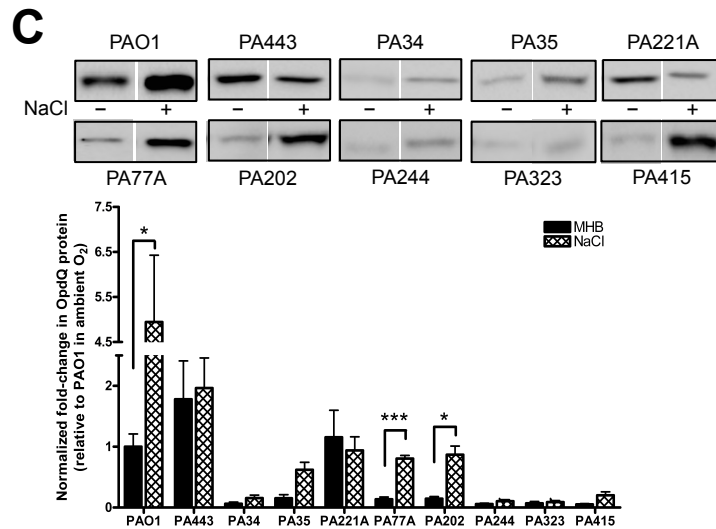 C
PAO1 PA443 PA34 PA35 PA221A
NaCl – + – + – + – + – +
PA77A PA202 PA244 PA323 PA415
Normalized fold-change in OpdQ protein
(relative to PAO1 in ambient O₂)
7.5
6.5
5.5
4.5
2
1
0
* *** *
MHB
NaCl
PAO1 PA443 PA34 PA35 PA221A PA77A PA202 PA244 PA323 PA415